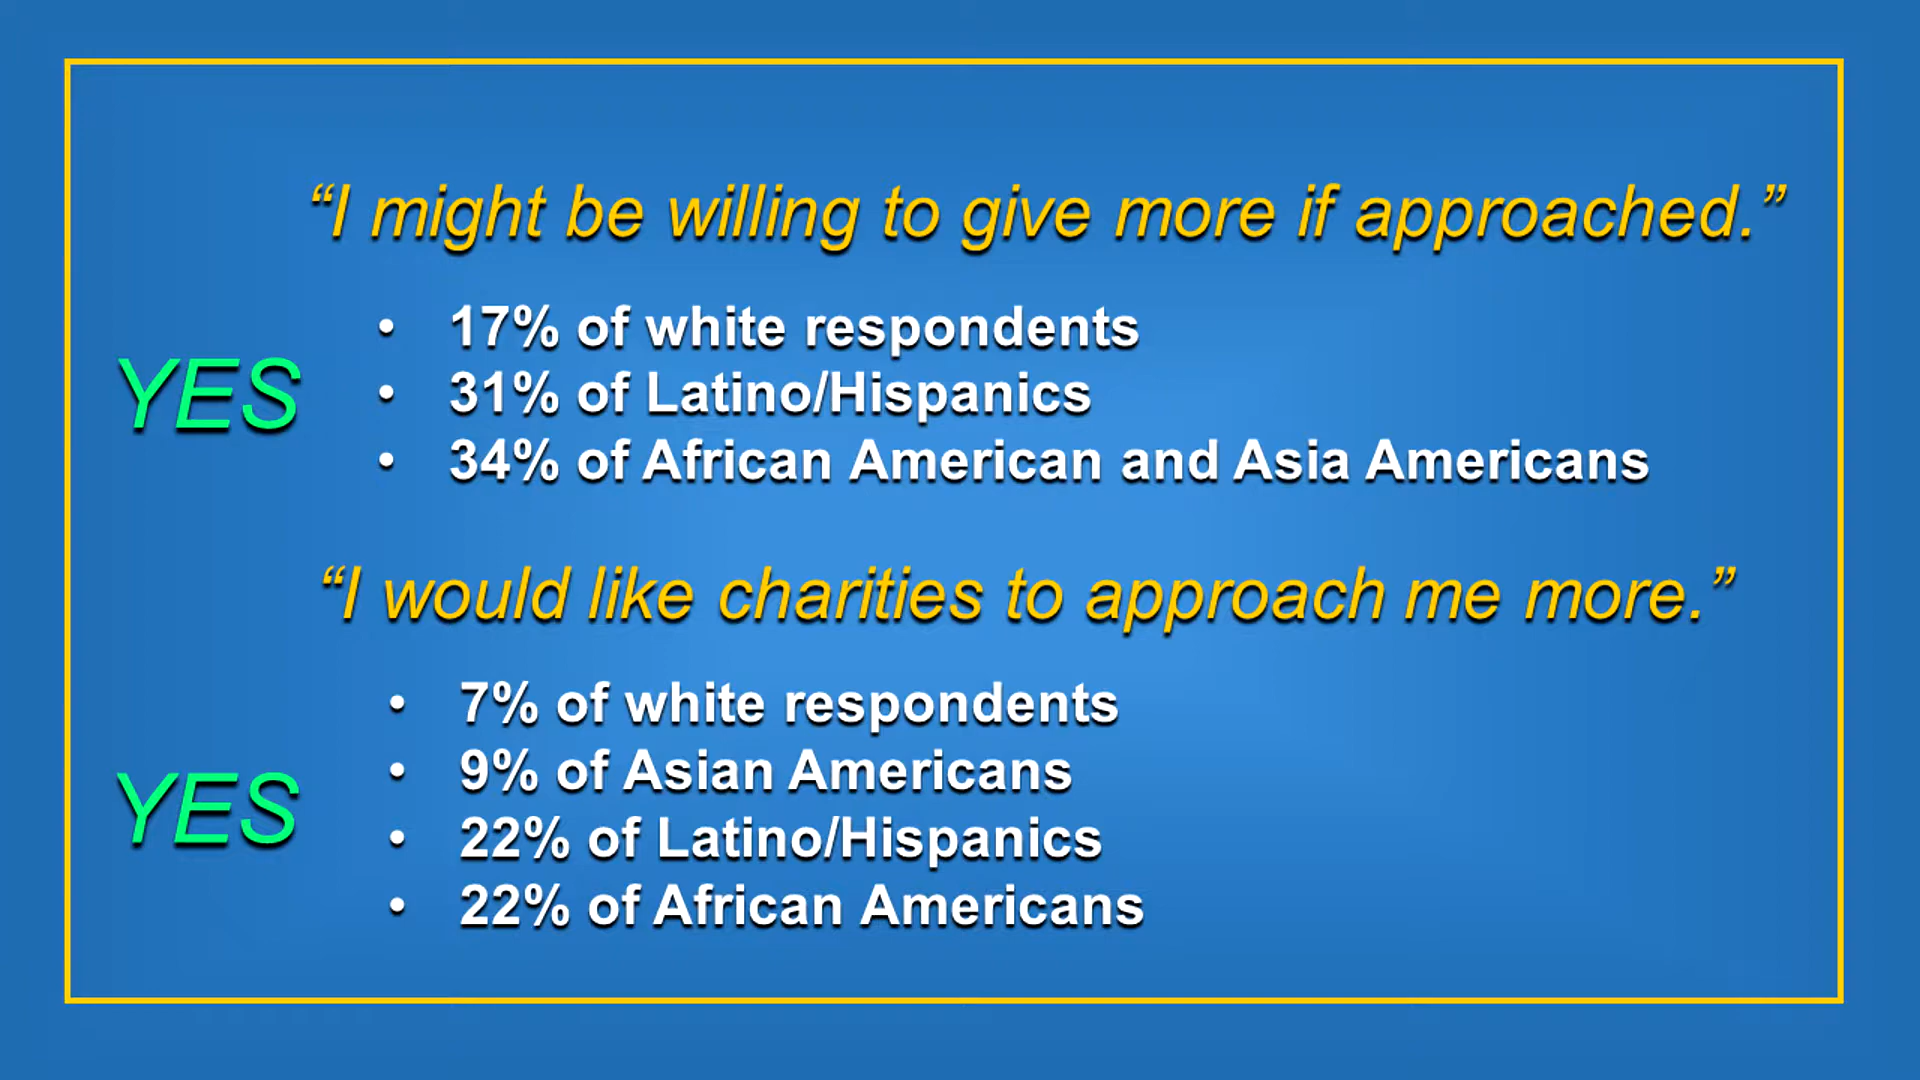 “I might be willing to give more if approached.”
YES
• 17% of white respondents
• 31% of Latino/Hispanics
• 34% of African American and Asia Americans
“I would like charities to approach me more.”
YES
• 7% of white respondents
• 9% of Asian Americans
• 22% of Latino/Hispanics
• 22% of African Americans